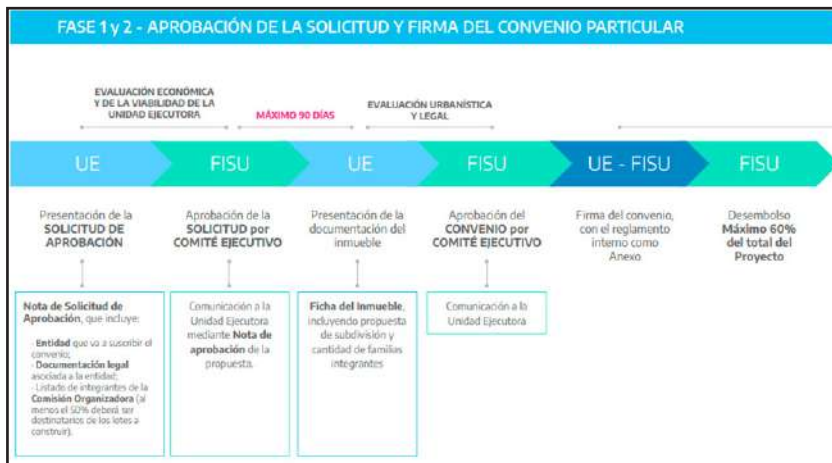 FASE 1 y 2 - APROBACIÓN DE LA SOLICITUD Y FIRMA DEL CONVENIO PARTICULAR
EVALUACIÓN ECONÓMICA
Y DE LA VIABILIDAD DE LA
UNIDAD EJECUTORA
MÁXIMO 90 DÍAS
EVALUACIÓN URBANÍSTICA
Y LEGAL
UE
FISU
UE
FISU
UE - FISU
FISU
Presentación de la
SOLICITUD DE
APROBACIÓN
Aprobación de la
SOLICITUD por
COMITÉ EJECUTIVO
Presentación de la
documentación del
inmueble
Aprobación del
CONVENIO por
COMITÉ EJECUTIVO
Firma del convenio,
con el reglamento
interno como
Anexo
Desembolso
Máximo 60%
del total del
Proyecto
Nota de Solicitud de
Aprobación, que incluye:
- Entidad que va a suscribir el
convenio;
- Documentación legal
asociada a la entidad;
- Listado de integrantes de la
Comisión Organizadora (al
menos el 50% deberá ser
destinatarios de los lotes a
construir).
Comunicación a la
Unidad Ejecutora
mediante Nota de
aprobación de la
propuesta.
Ficha del Inmueble,
incluyendo propuesta
de subdivisión y
cantidad de familias
integrantes
Comunicación a la
Unidad Ejecutora